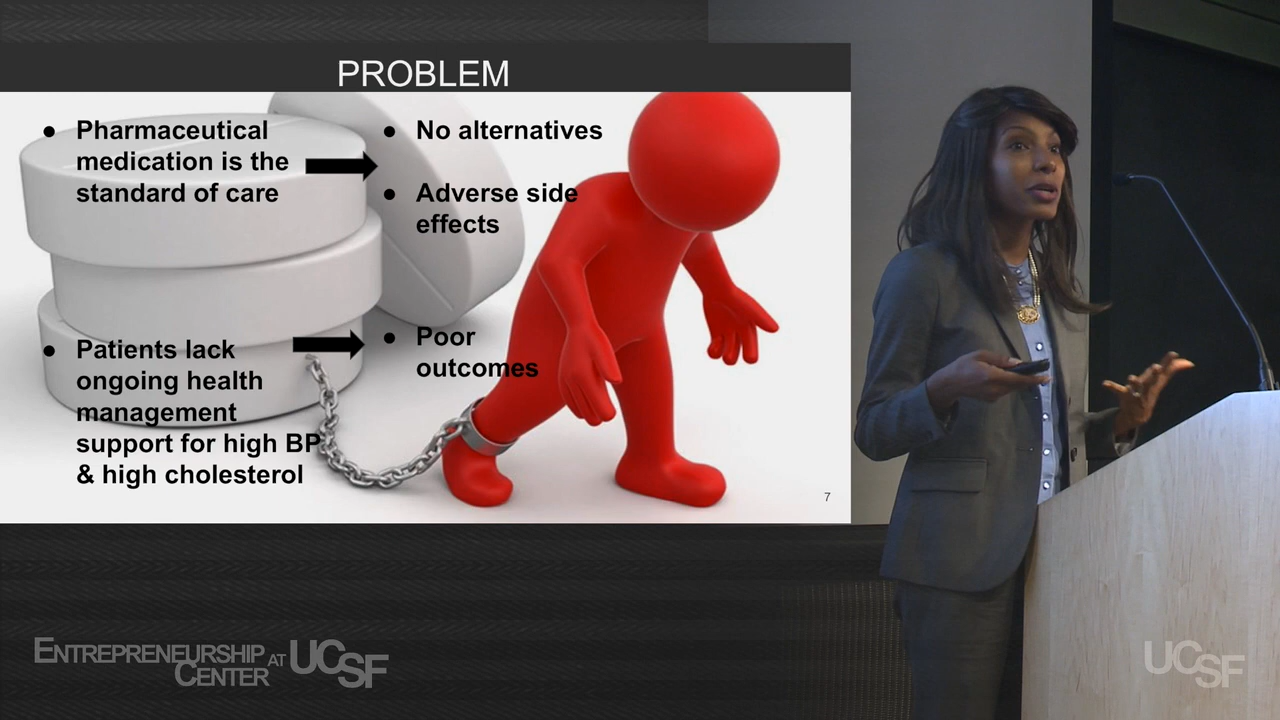 PROBLEM
● Pharmaceutical
medication is the
standard of care
● Patients lack
ongoing health
management
support for high BP
& high cholesterol
● No alternatives
● Adverse side
effects
● Poor
outcomes
7
ENTREPRENEURSHIP
CENTER AT UCSF
UCSF